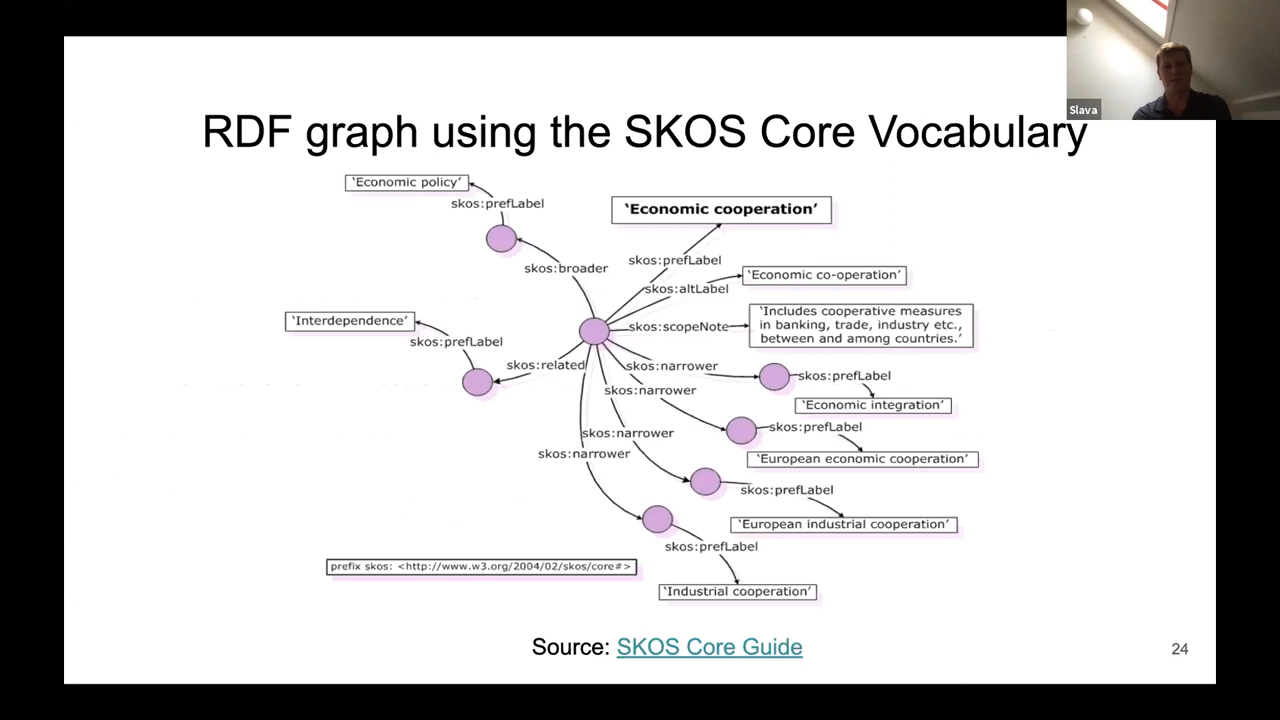 Slava
RDF graph using the SKOS Core Vocabulary
‘Economic policy’
skos:prefLabel
‘Economic cooperation’
skos:broader
skos:prefLabel
‘Economic co-operation’
skos:altLabel
‘Interdependence’
skos:prefLabel
‘Includes cooperative measures
in banking, trade, industry etc.,
between and among countries.’
skos:scopeNote
skos:related
skos:narrower
skos:prefLabel
‘Economic integration’
skos:narrower
skos:prefLabel
‘European economic cooperation’
skos:narrower
skos:prefLabel
‘European industrial cooperation’
skos:narrower
skos:prefLabel
‘Industrial cooperation’
prefix skos: <http://www.w3.org/2004/02/skos/core#>
Source: SKOS Core Guide
24